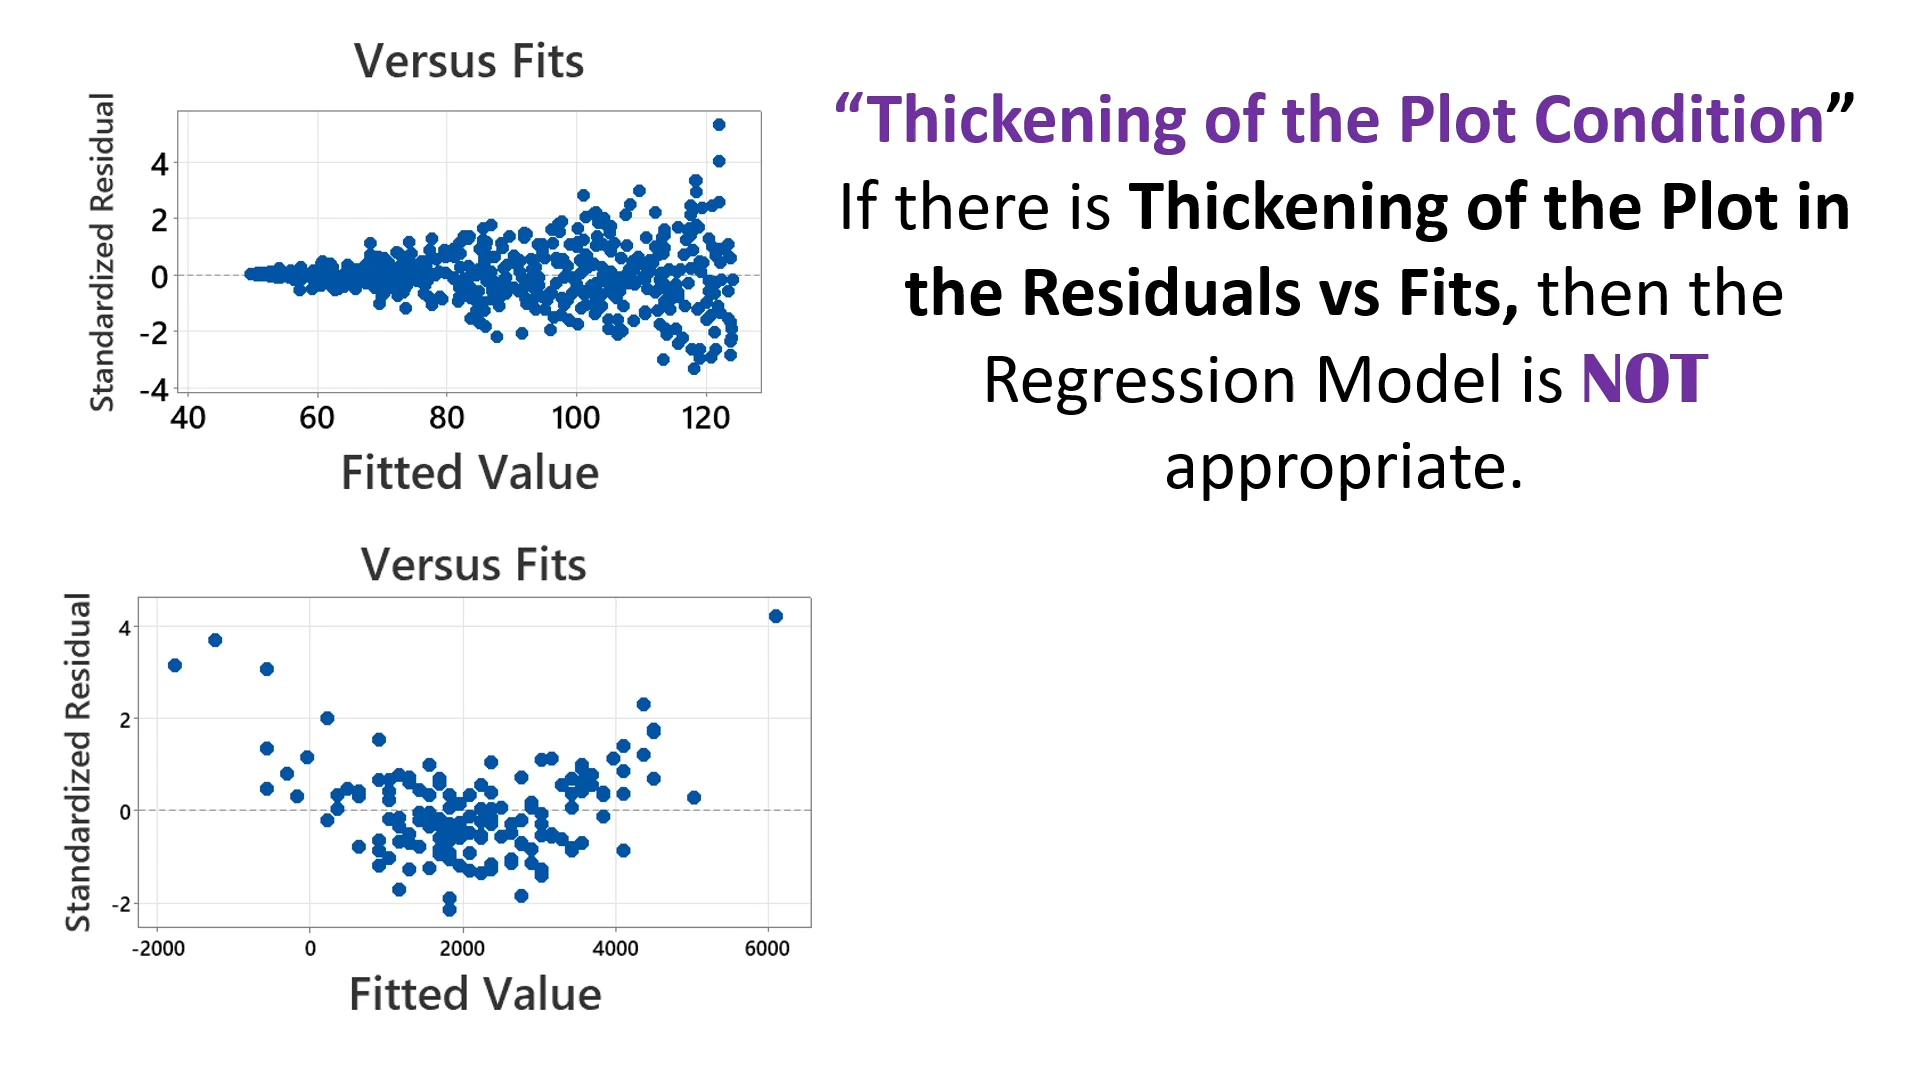 Versus Fits
Standardized Residual
4
2
0
-2
-4
40 60 80 100 120
Fitted Value
“Thickening of the Plot Condition”
If there is Thickening of the Plot in
the Residuals vs Fits, then the
Regression Model is NOT
appropriate.
Versus Fits
Standardized Residual
4
2
0
-2
-2000 0 2000 4000 6000
Fitted Value